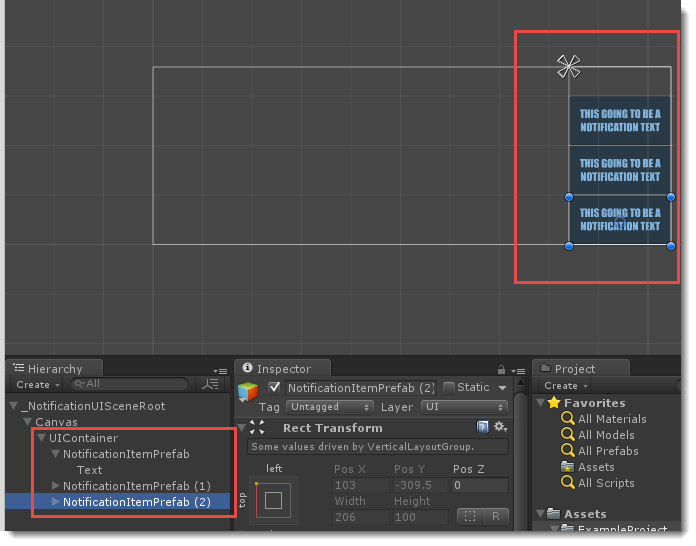 THIS GOING TO BE A
NOTIFICATION TEXT
THIS GOING TO BE A
NOTIFICATION TEXT
THIS GOING TO BE A
NOTIFICATION TEXT
Hierarchy
Create
All
_NotificationUISceneRoot
Canvas
UIContainer
NotificationItemPrefab
Text
NotificationItemPrefab (1)
NotificationItemPrefab (2)
Inspector
NotificationItemPrefab (2)
Static
Tag Untagged Layer UI
Rect Transform
Some values driven by VerticalLayoutGroup.
left
top
Pos X Pos Y Pos Z
103 -309.5 0
Width Height
206 100
R
Project
Create
Favorites
All Materials
All Models
All Prefabs
Assets
All Scripts
Assets
ExampleProject